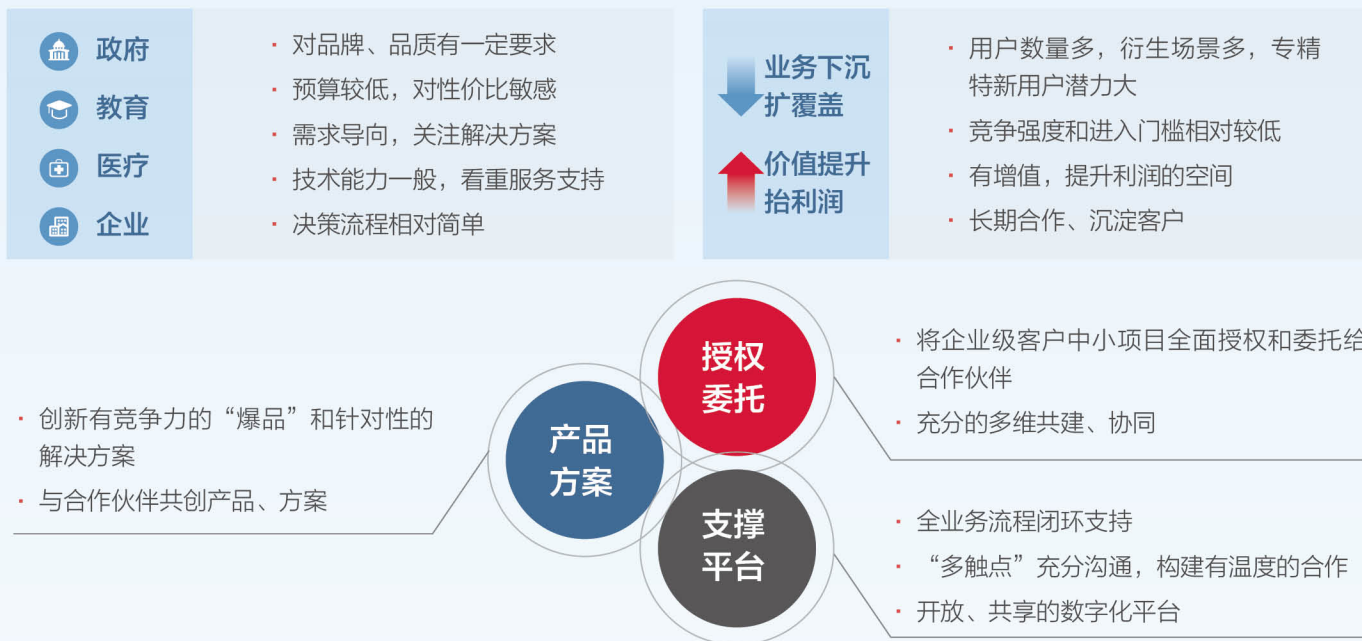 政府
教育
医疗
企业
· 对品牌、品质有一定要求
· 预算较低，对性价比敏感
· 需求导向，关注解决方案
· 技术能力一般，看重服务支持
· 决策流程相对简单
业务下沉
扩覆盖
价值提升
抬利润
· 用户数量多，衍生场景多，专精
特新用户潜力大
· 竞争强度和进入门槛相对较低
· 有增值，提升利润的空间
· 长期合作、沉淀客户
· 创新有竞争力的“爆品”和针对性的
解决方案
· 与合作伙伴共创产品、方案
产品
方案
授权
委托
支撑
平台
· 将企业级客户中小项目全面授权和委托给
合作伙伴
· 充分的多维共建、协同
· 全业务流程闭环支持
· “多触点”充分沟通，构建有温度的合作
· 开放、共享的数字化平台